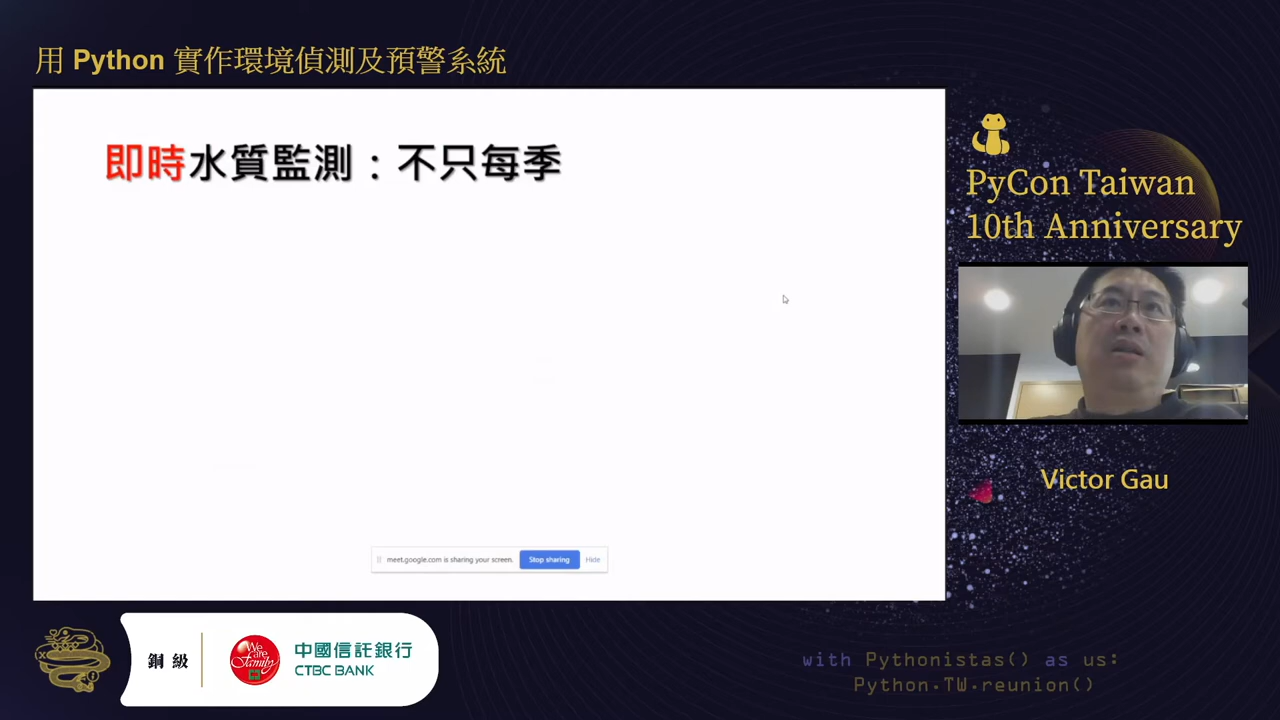 用 Python 實作環境偵測及預警系統
即時水質監測：不只每季
meet.google.com is sharing your screen.
Stop sharing
Hide
PyCon Taiwan
10th Anniversary
Victor Gau
銅級
We are family
中國信託銀行
CTBC BANK
with Pythonistas() as us:
Python.TW.reunion()